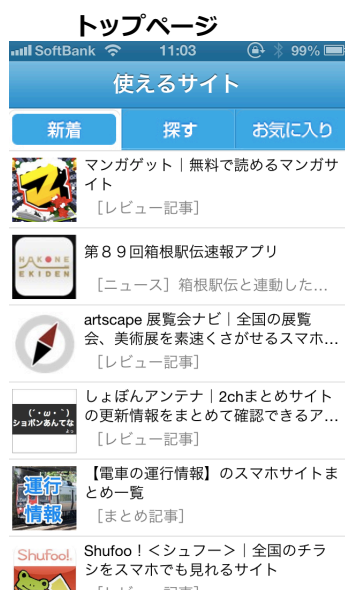 トップページ
SoftBank 11:03 99%
使えるサイト
新着 探す お気に入り
マンガゲット｜無料で読めるマンガサ
イト
［レビュー記事］
HAKONE
EKIDEN
第８９回箱根駅伝速報アプリ
［ニュース］箱根駅伝と連動した…
artscape 展覧会ナビ｜全国の展覧
会、美術展を素速くさがせるスマホ…
［レビュー記事］
(´・ω・｀)
ショボンあんてな
しょぼんアンテナ｜2chまとめサイト
の更新情報をまとめて確認できるア…
［レビュー記事］
運行
情報
【電車の運行情報】のスマホサイトま
とめ一覧
［まとめ記事］
Shufoo!
Shufoo！＜シュフー＞｜全国のチラ
シをスマホでも見れるサイト